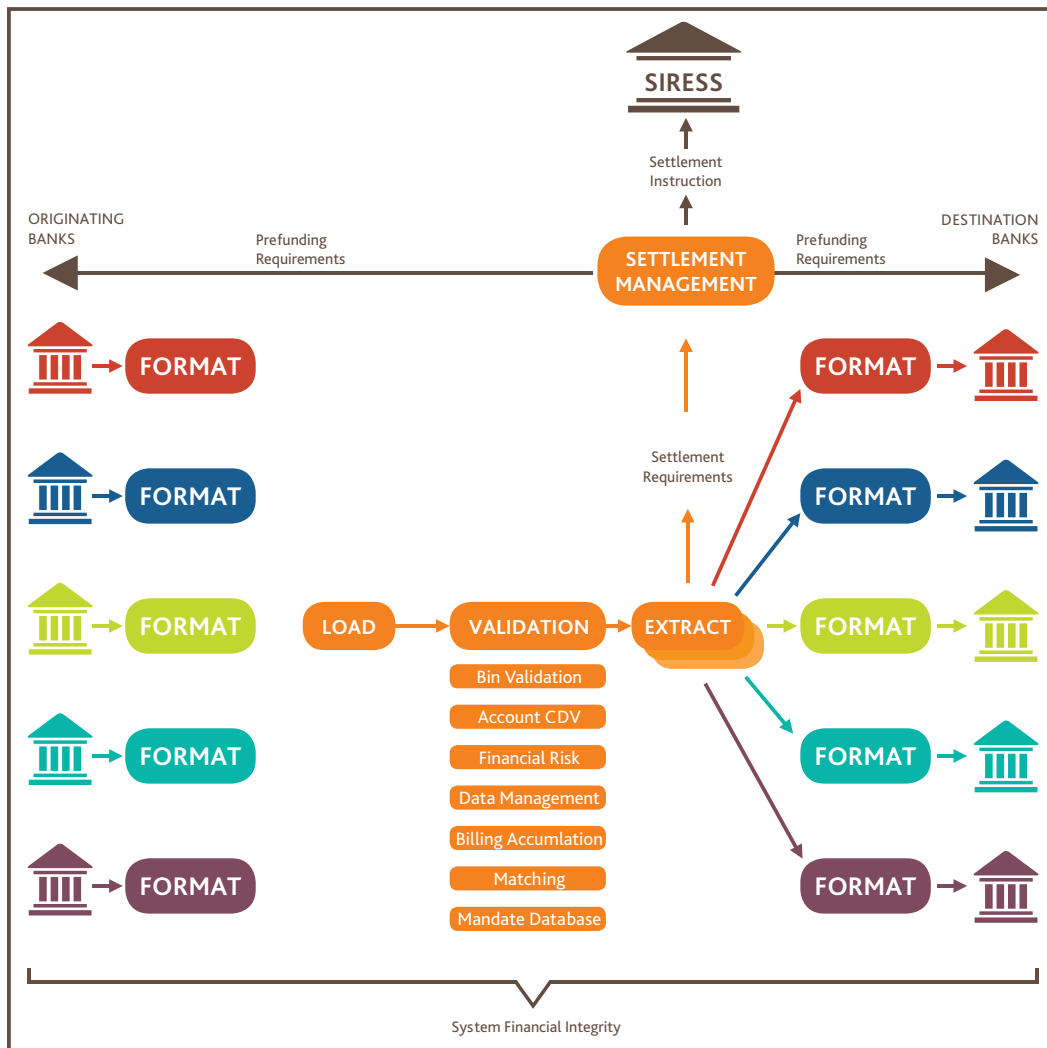 SIRESS
Settlement
Instruction
ORIGINATING
BANKS
Prefunding
Requirements
SETTLEMENT
MANAGEMENT
Prefunding
Requirements
DESTINATION
BANKS
FORMAT
FORMAT
Settlement
Requirements
FORMAT
FORMAT
FORMAT
LOAD
VALIDATION
EXTRACT
FORMAT
Bin Validation
Account CDV
Financial Risk
FORMAT
FORMAT
Data Management
Billing Accumlation
Matching
FORMAT
FORMAT
Mandate Database
System Financial Integrity